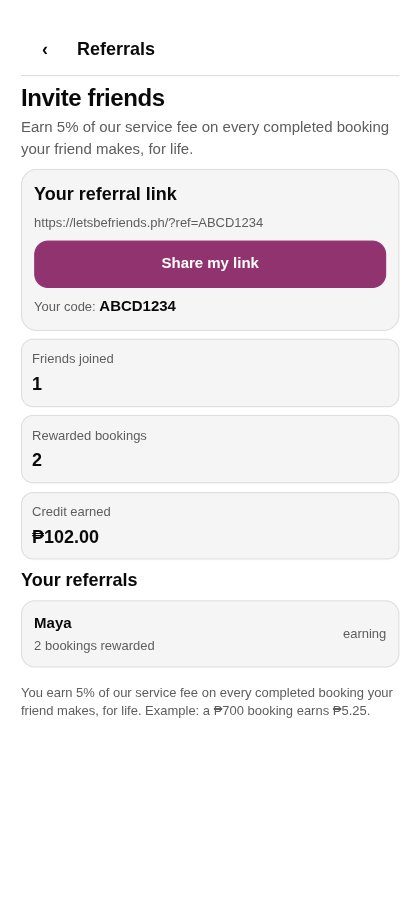 ‹ Referrals
Invite friends
Earn 5% of our service fee on every completed booking
your friend makes, for life.
Your referral link
https://letsbefriends.ph/?ref=ABCD1234
Share my link
Your code: ABCD1234
Friends joined
1
Rewarded bookings
2
Credit earned
₱102.00
Your referrals
Maya
2 bookings rewarded
earning
You earn 5% of our service fee on every completed booking your
friend makes, for life. Example: a ₱700 booking earns ₱5.25.